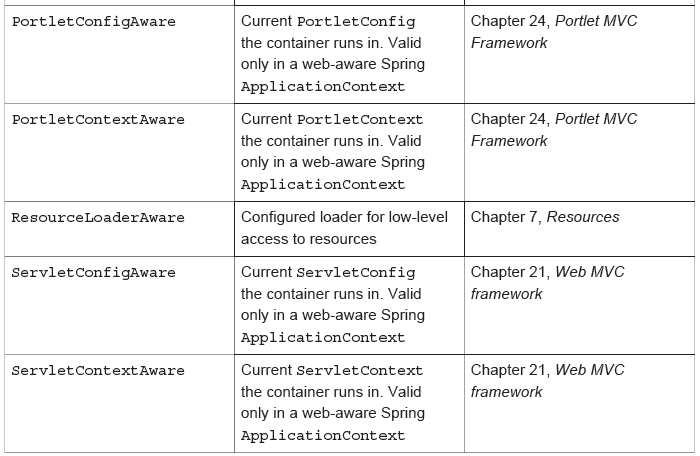 PortletConfigAware
Current PortletConfig
the container runs in. Valid
only in a web-aware Spring
ApplicationContext
Chapter 24, Portlet MVC
Framework
PortletContextAware
Current PortletContext
the container runs in. Valid
only in a web-aware Spring
ApplicationContext
Chapter 24, Portlet MVC
Framework
ResourceLoaderAware
Configured loader for low-level
access to resources
Chapter 7, Resources
ServletConfigAware
Current ServletConfig
the container runs in. Valid
only in a web-aware Spring
ApplicationContext
Chapter 21, Web MVC
framework
ServletContextAware
Current ServletContext
the container runs in. Valid
only in a web-aware Spring
ApplicationContext
Chapter 21, Web MVC
framework